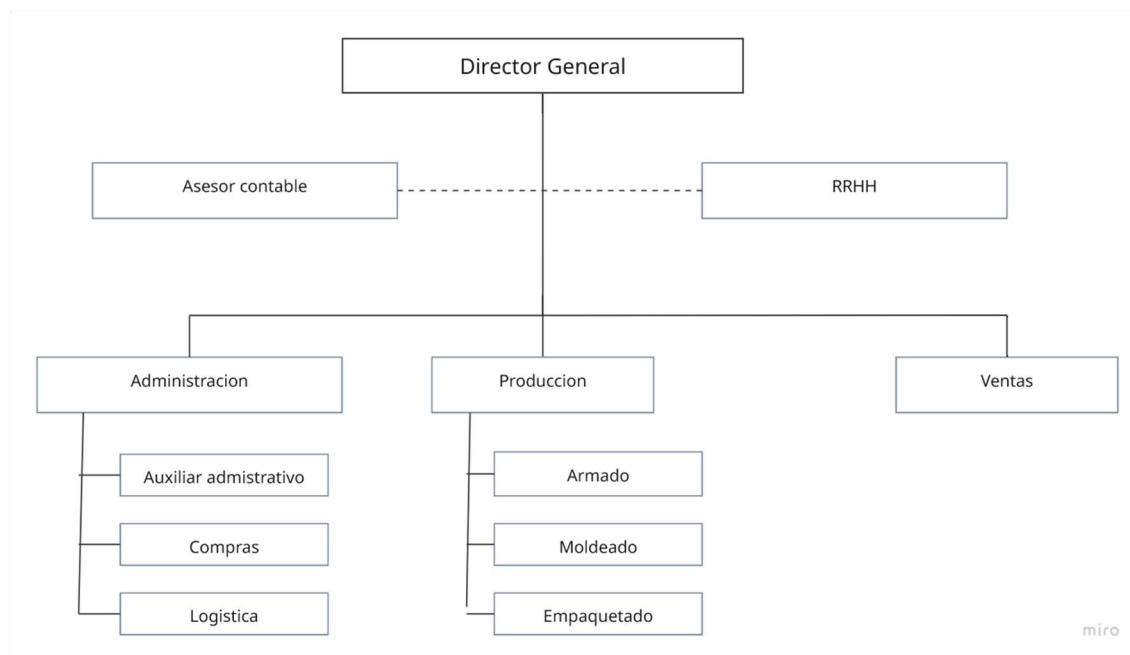 Director General
Asesor contable
RRHH
Administracion
Produccion
Ventas
Auxiliar admistrativo
Armado
Compras
Moldeado
Logistica
Empaquetado
miro